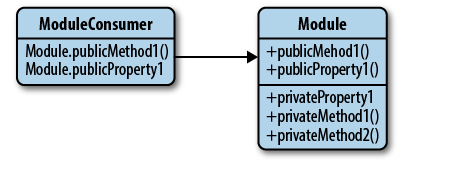 ModuleConsumer
Module.publicMethod1()
Module.publicProperty1
Module
+publicMehod1()
+publicProperty1()
+privateProperty1
+privateMethod1()
+privateMethod2()